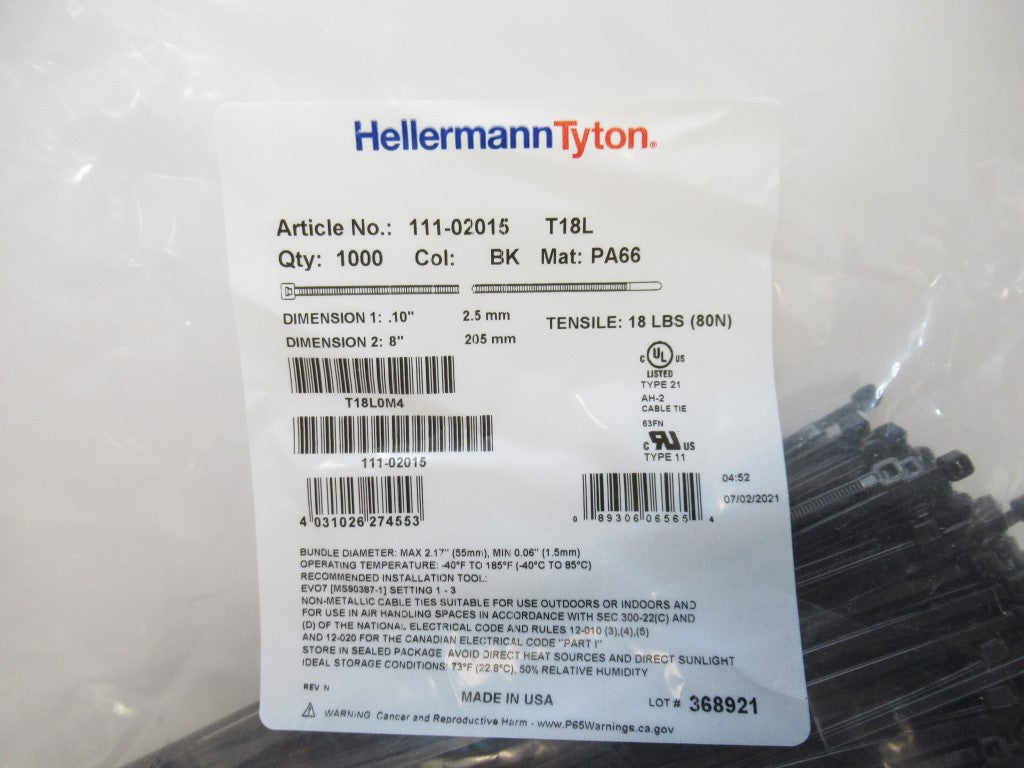 HellermannTyton®
Article No.: 111-02015 T18L
Qty: 1000 Col: BK Mat: PA66
DIMENSION 1: .10" 2.5 mm
DIMENSION 2: 8" 205 mm
TENSILE: 18 LBS (80N)
C UL US
LISTED
TYPE 21
AH-2
CABLE TIE
63FN
C RU US
TYPE 11
T18L0M4
111-02015
4 031026 274553
0 89306 06565 4
04:52
07/02/2021
BUNDLE DIAMETER: MAX 2.17" (55mm), MIN 0.06" (1.5mm)
OPERATING TEMPERATURE: -40°F TO 185°F (-40°C TO 85°C)
RECOMMENDED INSTALLATION TOOL:
EVO7 [MS90387-1] SETTING 1 - 3
NON-METALLIC CABLE TIES SUITABLE FOR USE OUTDOORS OR INDOORS AND
FOR USE IN AIR HANDLING SPACES IN ACCORDANCE WITH SEC.300-22(C) AND
(D) OF THE NATIONAL ELECTRICAL CODE AND RULES 12-010 (3),(4),(5)
AND 12-020 FOR THE CANADIAN ELECTRICAL CODE "PART I"
STORE IN SEALED PACKAGE. AVOID DIRECT HEAT SOURCES AND DIRECT SUNLIGHT
IDEAL STORAGE CONDITIONS: 73°F (22.8°C), 50% RELATIVE HUMIDITY
REV N
MADE IN USA
LOT # 368921
WARNING: Cancer and Reproductive Harm - www.P65Warnings.ca.gov